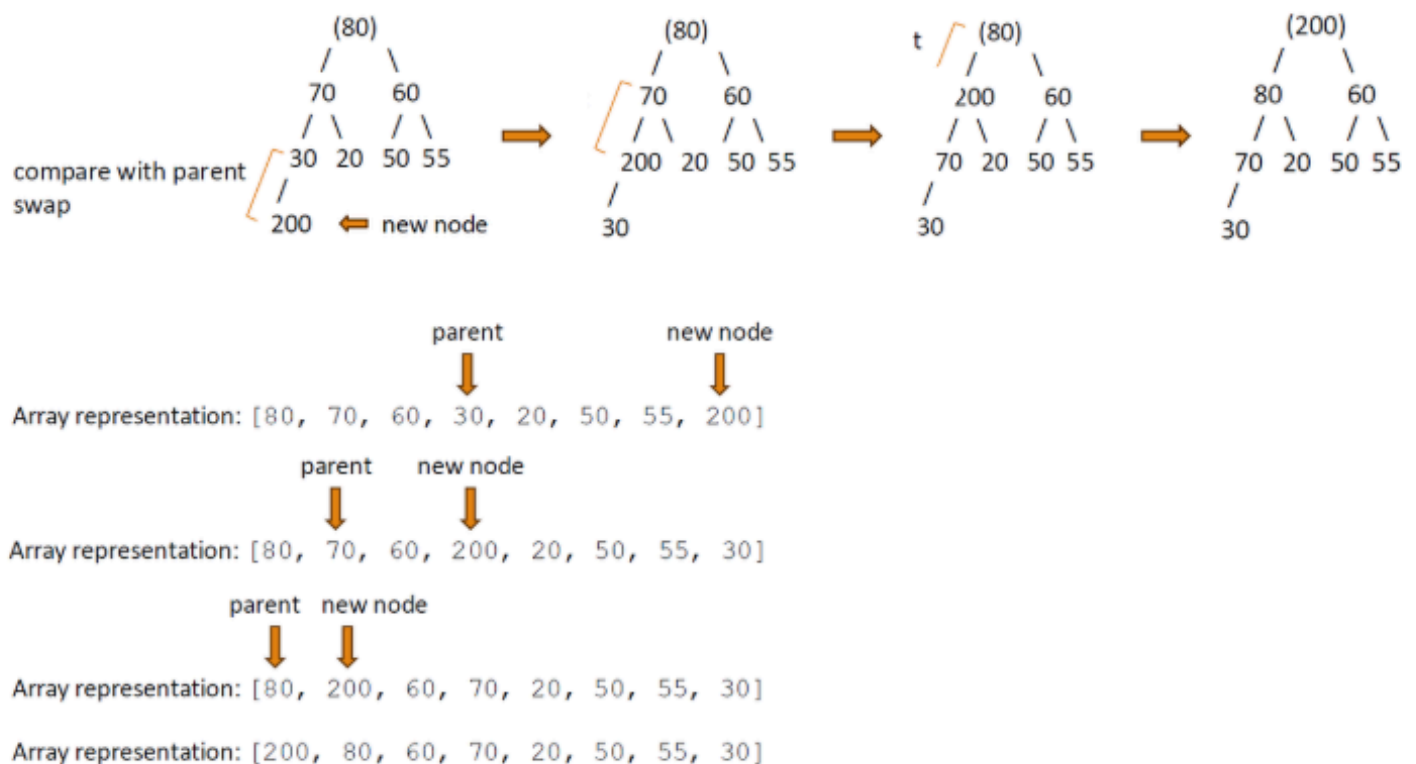 (80) (80) t (80) (200)
70 60 70 60 200 60 80 60
30 20 50 55 200 20 50 55 70 20 50 55 70 20 50 55
compare with parent
swap
200 new node 30 30 30
parent new node
Array representation: [80, 70, 60, 30, 20, 50, 55, 200]
parent new node
Array representation: [80, 70, 60, 200, 20, 50, 55, 30]
parent new node
Array representation: [80, 200, 60, 70, 20, 50, 55, 30]
Array representation: [200, 80, 60, 70, 20, 50, 55, 30]